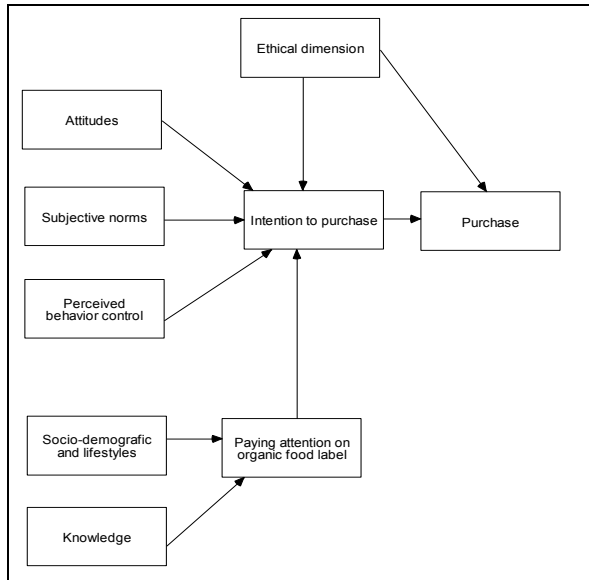 Ethical dimension
Attitudes
Subjective norms
Intention to purchase
Purchase
Perceived
behavior control
Socio-demografic
and lifestyles
Paying attention on
organic food label
Knowledge